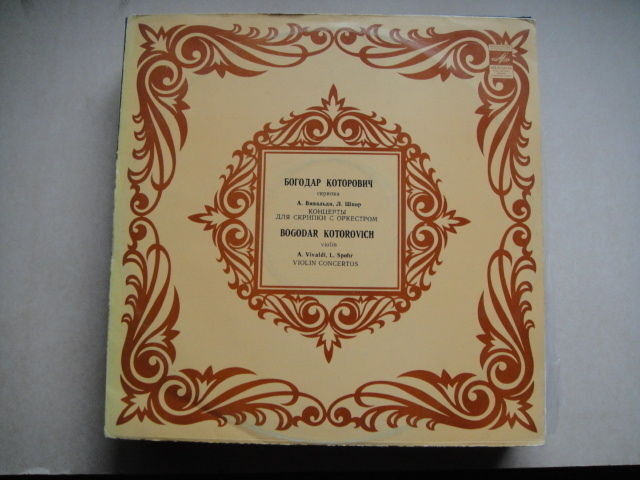 БОГОДАР КОТОРОВИЧ
скрипка
А. Вивальди, Л. Шпор
КОНЦЕРТЫ
ДЛЯ СКРИПКИ С ОРКЕСТРОМ
BOGODAR KOTOROVICH
violin
A. Vivaldi, L. Spohr
VIOLIN CONCERTOS